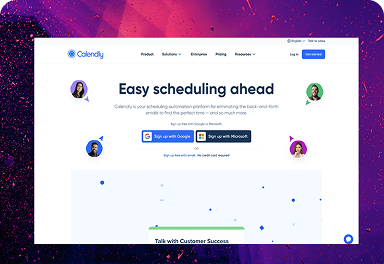 English Talk to sales
Calendly Product Solutions Enterprise Pricing Resources Log In Get started
Easy scheduling ahead
Calendly is your scheduling automation platform for eliminating the back-and-forth
emails to find the perfect time — and so much more.
Sign up free with Google or Microsoft.
Sign up with Google Sign up with Microsoft
OR
Sign up free with email. No credit card required
Talk with Customer Success